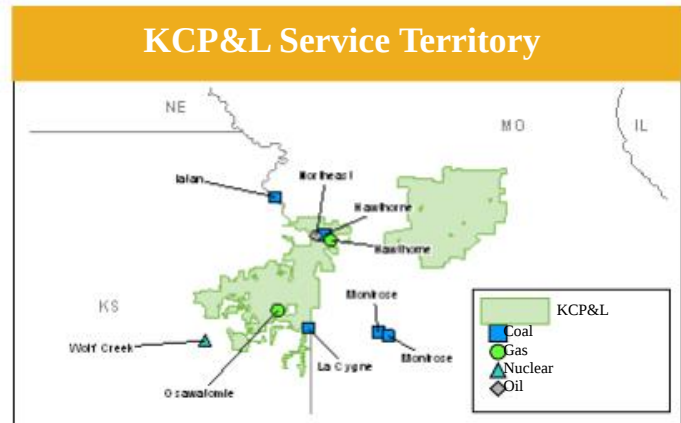 KCP&L Service Territory
NE
MO
IL
Iatan
Northeast
Hawthorne
Hawthorne
KS
Montrose
Wolf Creek
Montrose
La Cygne
Osawatomie
KCP&L
Coal
Gas
Nuclear
Oil